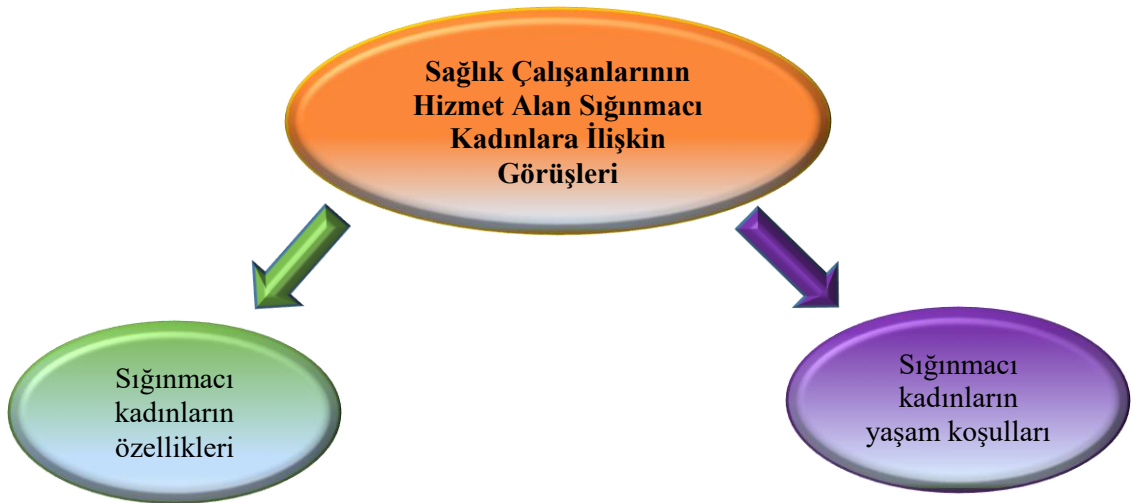 Sağlık Çalışanlarının
Hizmet Alan Sığınmacı
Kadınlara İlişkin
Görüşleri
Sığınmacı
kadınların
özellikleri
Sığınmacı
kadınların
yaşam koşulları